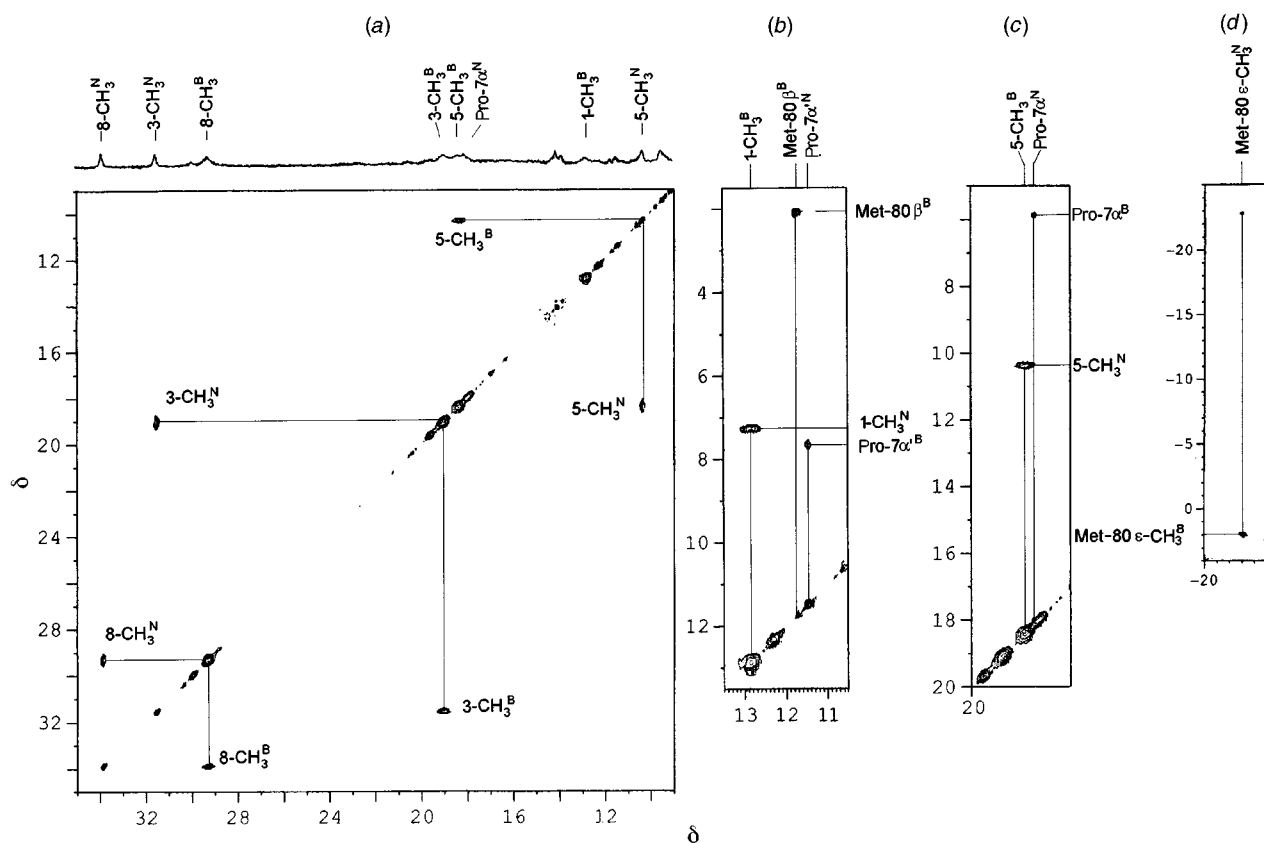 (a)
(b)
(c)
(d)
8-CH₃ᴺ
3-CH₃ᴺ
8-CH₃ᴮ
3-CH₃ᴮ
5-CH₃ᴮ
Pro-7αᴺ
1-CH₃ᴮ
5-CH₃ᴺ
5-CH₃ᴮ
3-CH₃ᴺ
5-CH₃ᴺ
8-CH₃ᴺ
3-CH₃ᴮ
8-CH₃ᴮ
12
16
20
24
28
32
δ
32
28
24
20
16
12
δ
1-CH₃ᴮ
Met-80 βᴮ
Pro-7α'ᴺ
Met-80 βᴮ
1-CH₃ᴺ
Pro-7α'ᴮ
4
6
8
10
12
13
12
11
5-CH₃ᴮ
Pro-7αᴺ
Pro-7αᴮ
5-CH₃ᴺ
8
10
12
14
16
18
20
20
Met-80 ε-CH₃ᴺ
Met-80 ε-CH₃ᴮ
-20
-15
-10
-5
0
-20